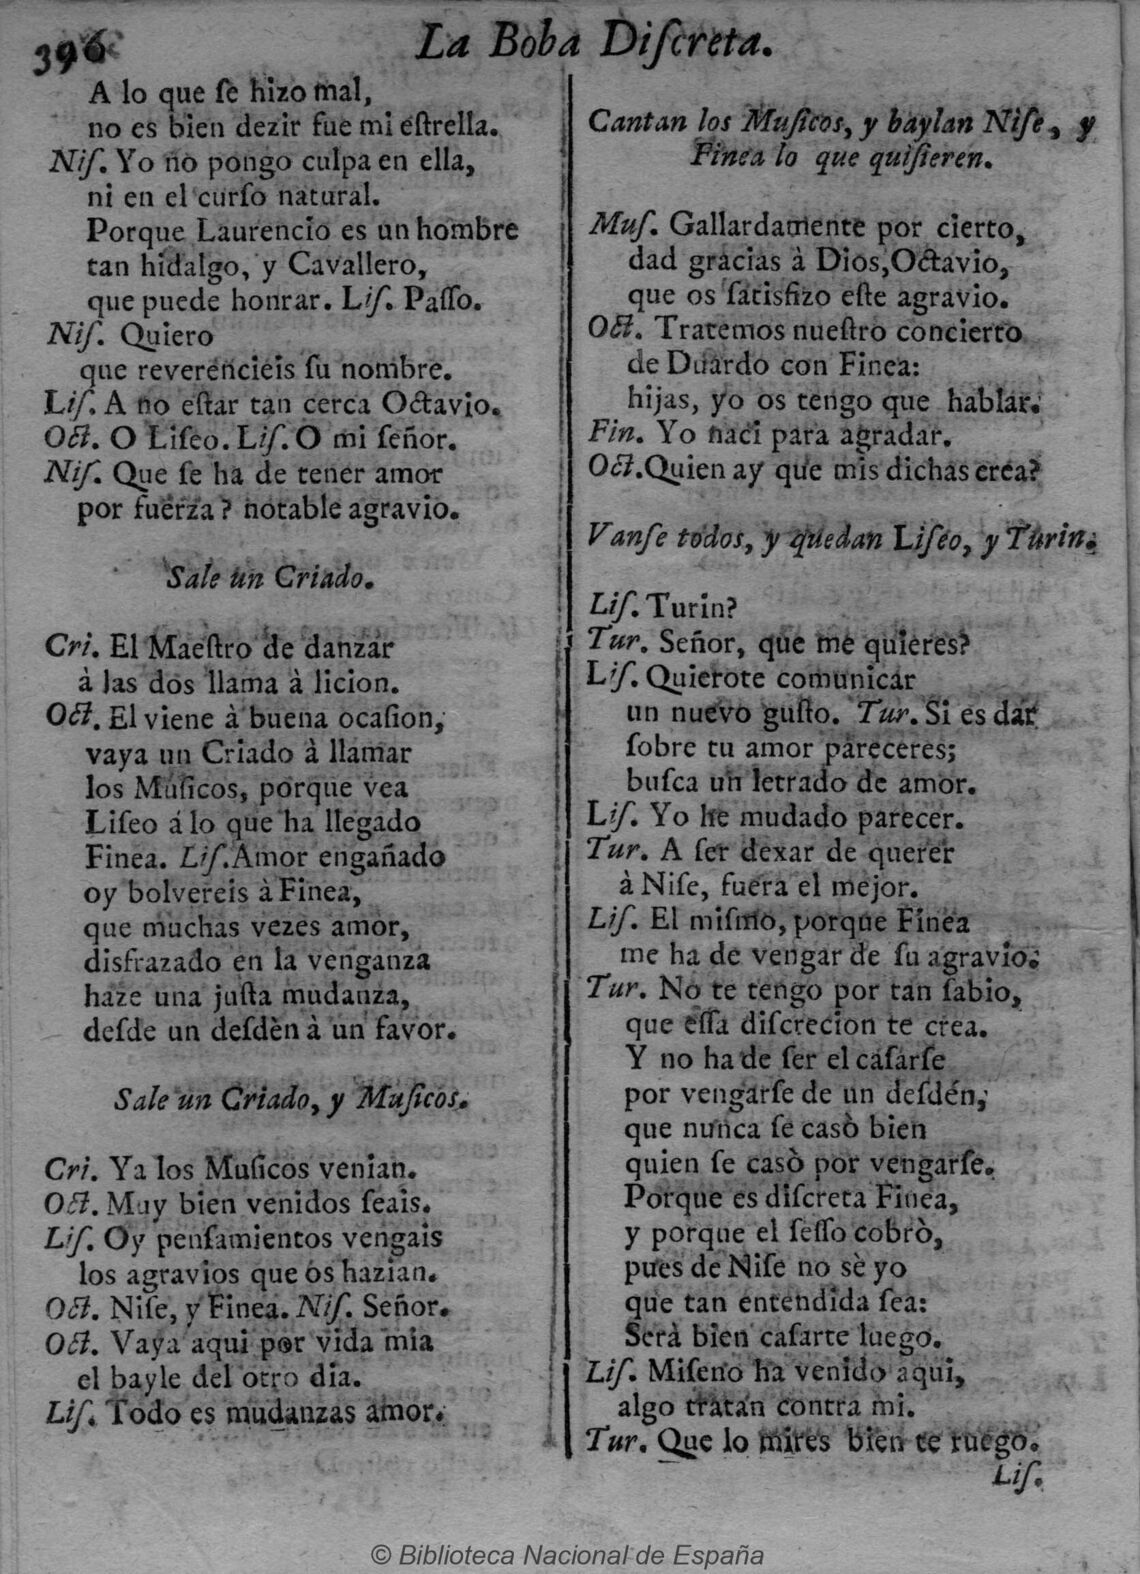 396
La Boba Diſcreta.
A lo que ſe hizo mal,
no es bien dezir fue mi eſtrella.
Niſ. Yo no pongo culpa en ella,
ni en el curſo natural.
Porque Laurencio es un hombre
tan hidalgo, y Cavallero,
que puede honrar. Liſ. Paſſo.
Niſ. Quiero
que reverencieis ſu nombre.
Liſ. A no eſtar tan cerca Octavio.
Oct. O Liſeo. Liſ. O mi ſeñor.
Niſ. Que ſe ha de tener amor
por fuerza? notable agravio.
Sale un Criado.
Cri. El Maeſtro de danzar
à las dos llama à licion.
Oct. El viene à buena ocaſion,
vaya un Criado à llamar
los Muſicos, porque vea
Liſeo á lo que ha llegado
Finea. Liſ. Amor engañado
oy bolvereis à Finea,
que muchas vezes amor,
disfrazado en la venganza
haze una juſta mudanza,
deſde un deſdèn à un favor.
Sale un Criado, y Muſicos.
Cri. Ya los Muſicos venian.
Oct. Muy bien venidos ſeais.
Liſ. Oy penſamientos vengais
los agravios que os hazian.
Oct. Niſe, y Finea. Niſ. Señor.
Oct. Vaya aqui por vida mia
el bayle del otro dia.
Liſ. Todo es mudanzas amor.
Cantan los Muſicos, y baylan Niſe, y
Finea lo que quiſieren.
Muſ. Gallardamente por cierto,
dad gracias à Dios, Octavio,
que os ſatisfizo eſte agravio.
Oct. Tratemos nueſtro concierto
de Duardo con Finea:
hijas, yo os tengo que hablar.
Fin. Yo naci para agradar.
Oct. Quien ay que mis dichas crea?
Vanſe todos, y quedan Liſeo, y Turin.
Liſ. Turin?
Tur. Señor, que me quieres?
Liſ. Quierote comunicar
un nuevo guſto. Tur. Si es dar
ſobre tu amor pareceres;
buſca un letrado de amor.
Liſ. Yo he mudado parecer.
Tur. A ſer dexar de querer
à Niſe, fuera el mejor.
Liſ. El miſmo, porque Finea
me ha de vengar de ſu agravio.
Tur. No te tengo por tan ſabio,
que eſſa diſcrecion te crea.
Y no ha de ſer el caſarſe
por vengarſe de un deſdén,
que nunca ſe casò bien
quien ſe casò por vengarſe.
Porque es diſcreta Finea,
y porque el ſeſſo cobrò,
pues de Niſe no sè yo
que tan entendida ſea:
Serà bien caſarte luego.
Liſ. Miſeno ha venido aqui,
algo tratan contra mi.
Tur. Que lo mires bien te ruego.
Liſ.
© Biblioteca Nacional de España